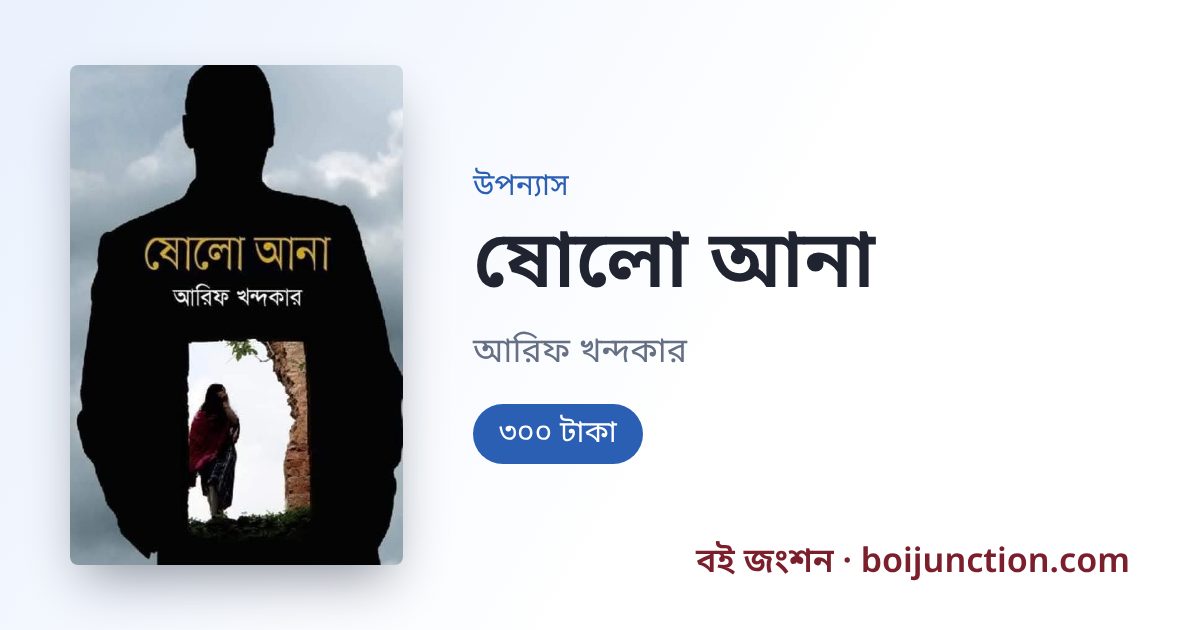 ষোলো আনা
আরিফ খন্দকার
উপন্যাস
ষোলো আনা
আরিফ খন্দকার
৩০০ টাকা
বই জংশন · boijunction.com